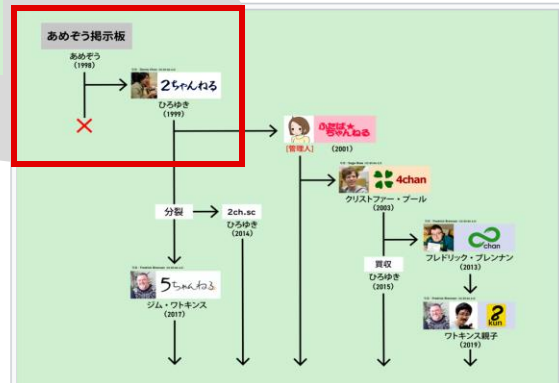 あめぞう掲示板
あめぞう
(1998)
2ちゃんねる
ひろゆき
(1999)
ふたば★
ちゃんねる
[管理人]
(2001)
4chan
クリストファー・プール
(2003)
分裂
2ch.sc
ひろゆき
(2014)
chan
フレドリック・ブレンナン
(2013)
買収
ひろゆき
(2015)
5ちゃんねる
ジム・ワトキンス
(2017)
8
kun
ワトキンス親子
(2019)